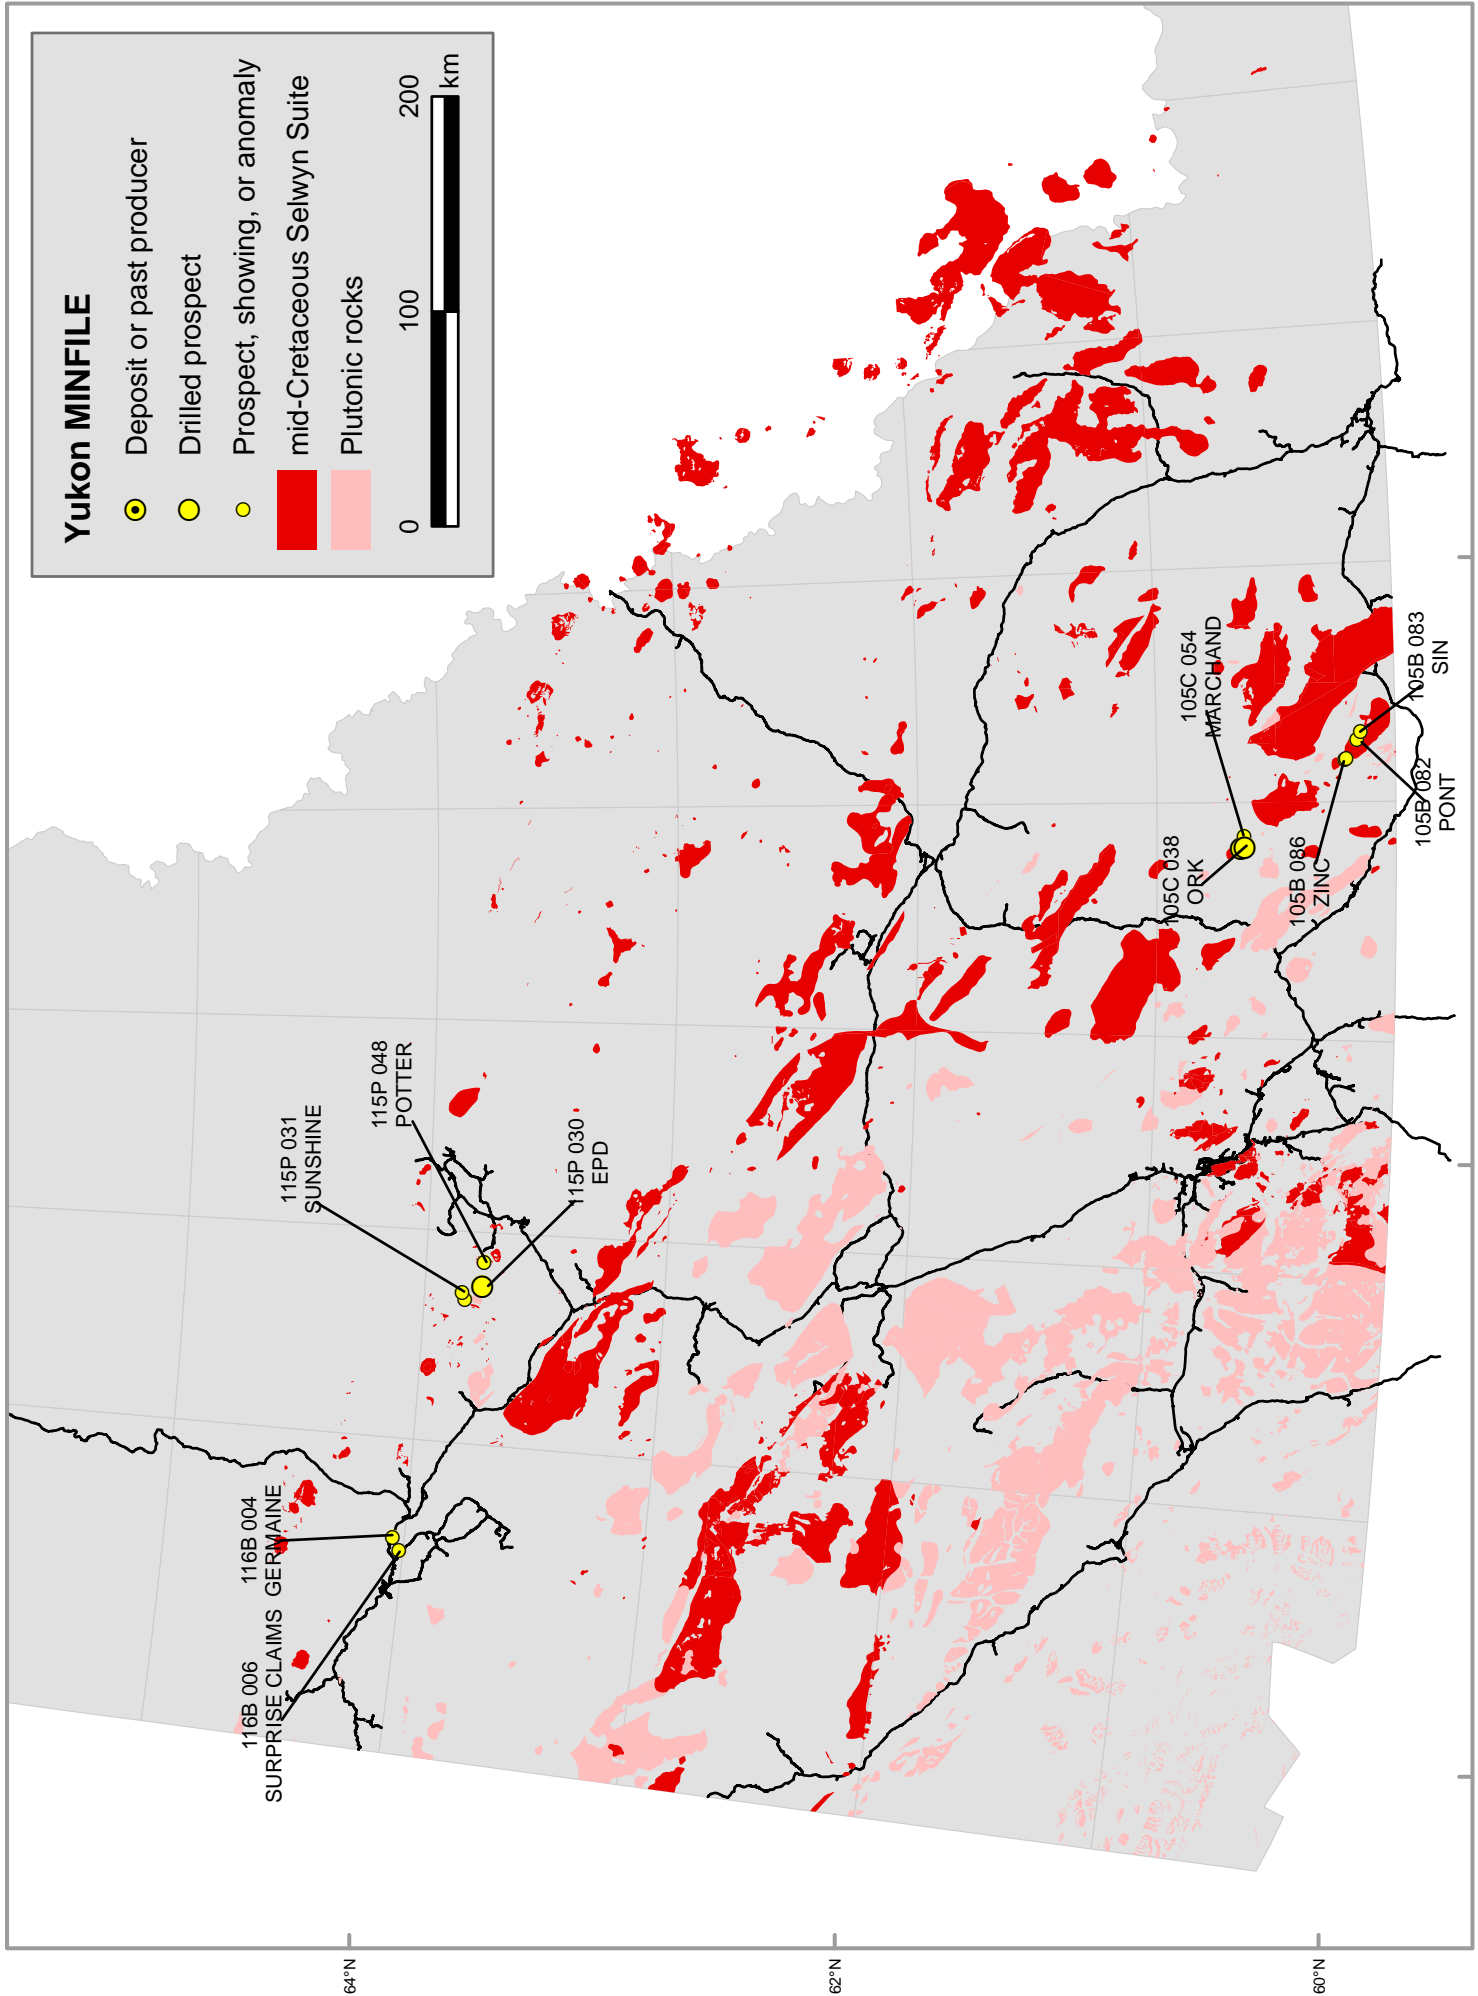 Yukon MINFILE
Deposit or past producer
Drilled prospect
Prospect, showing, or anomaly
mid-Cretaceous Selwyn Suite
Plutonic rocks
0 100 200
km
116B 006
SURPRISE CLAIMS
116B 004
GERMAINE
115P 031
SUNSHINE
115P 048
POTTER
115P 030
EPD
105C 054
MARCHAND
105C 038
ORK
105B 086
ZINC
105B 082
PONT
105B 083
SIN
64°N
62°N
60°N